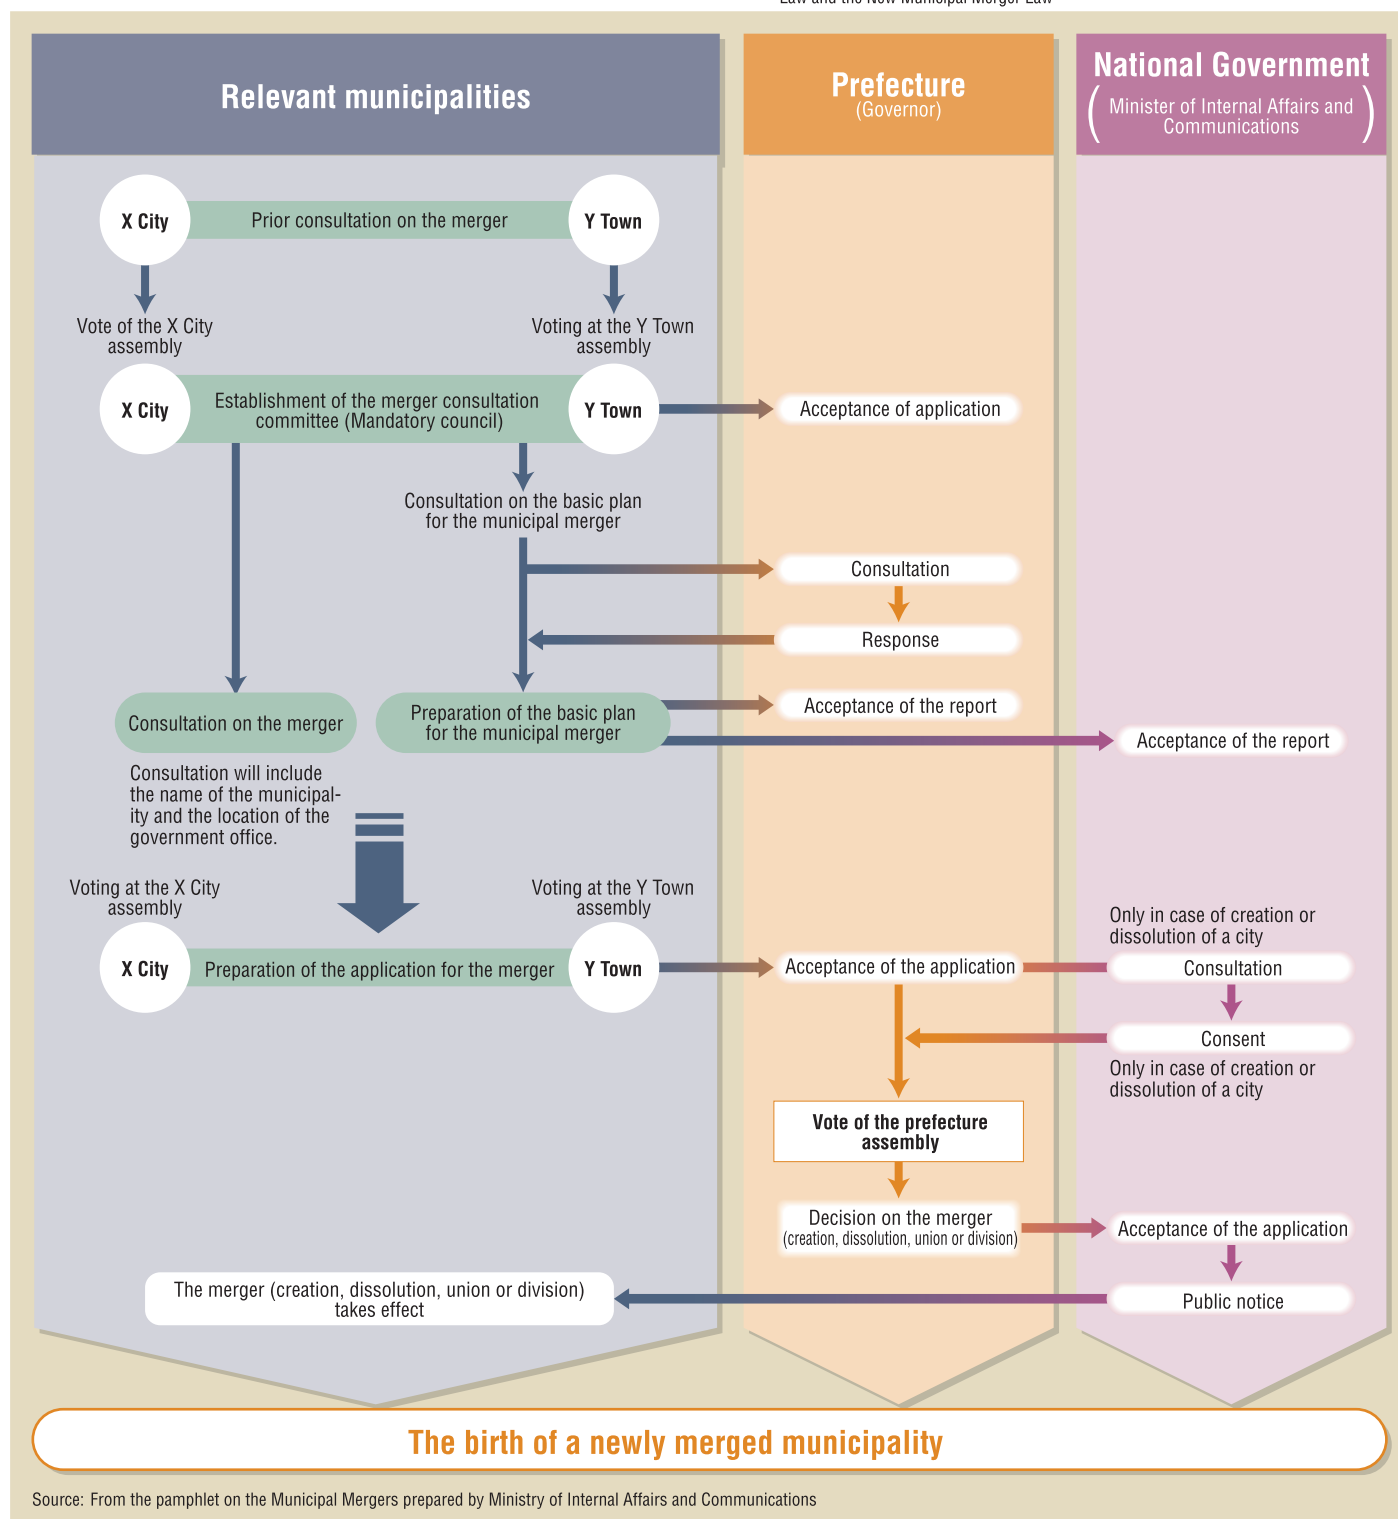 Law and the New Municipal Merger Law
Relevant municipalities
Prefecture
(Governor)
National Government
(Minister of Internal Affairs and
Communications)
X City
Prior consultation on the merger
Y Town
Vote of the X City
assembly
Voting at the Y Town
assembly
X City
Establishment of the merger consultation
committee (Mandatory council)
Y Town
Acceptance of application
Consultation on the basic plan
for the municipal merger
Consultation
Response
Consultation on the merger
Preparation of the basic plan
for the municipal merger
Acceptance of the report
Acceptance of the report
Consultation will include
the name of the municipal-
ity and the location of the
government office.
Voting at the X City
assembly
Voting at the Y Town
assembly
X City
Preparation of the application for the merger
Y Town
Acceptance of the application
Only in case of creation or
dissolution of a city
Consultation
Consent
Only in case of creation or
dissolution of a city
Vote of the prefecture
assembly
Decision on the merger
(creation, dissolution, union or division)
Acceptance of the application
The merger (creation, dissolution, union or division)
takes effect
Public notice
The birth of a newly merged municipality
Source: From the pamphlet on the Municipal Mergers prepared by Ministry of Internal Affairs and Communications